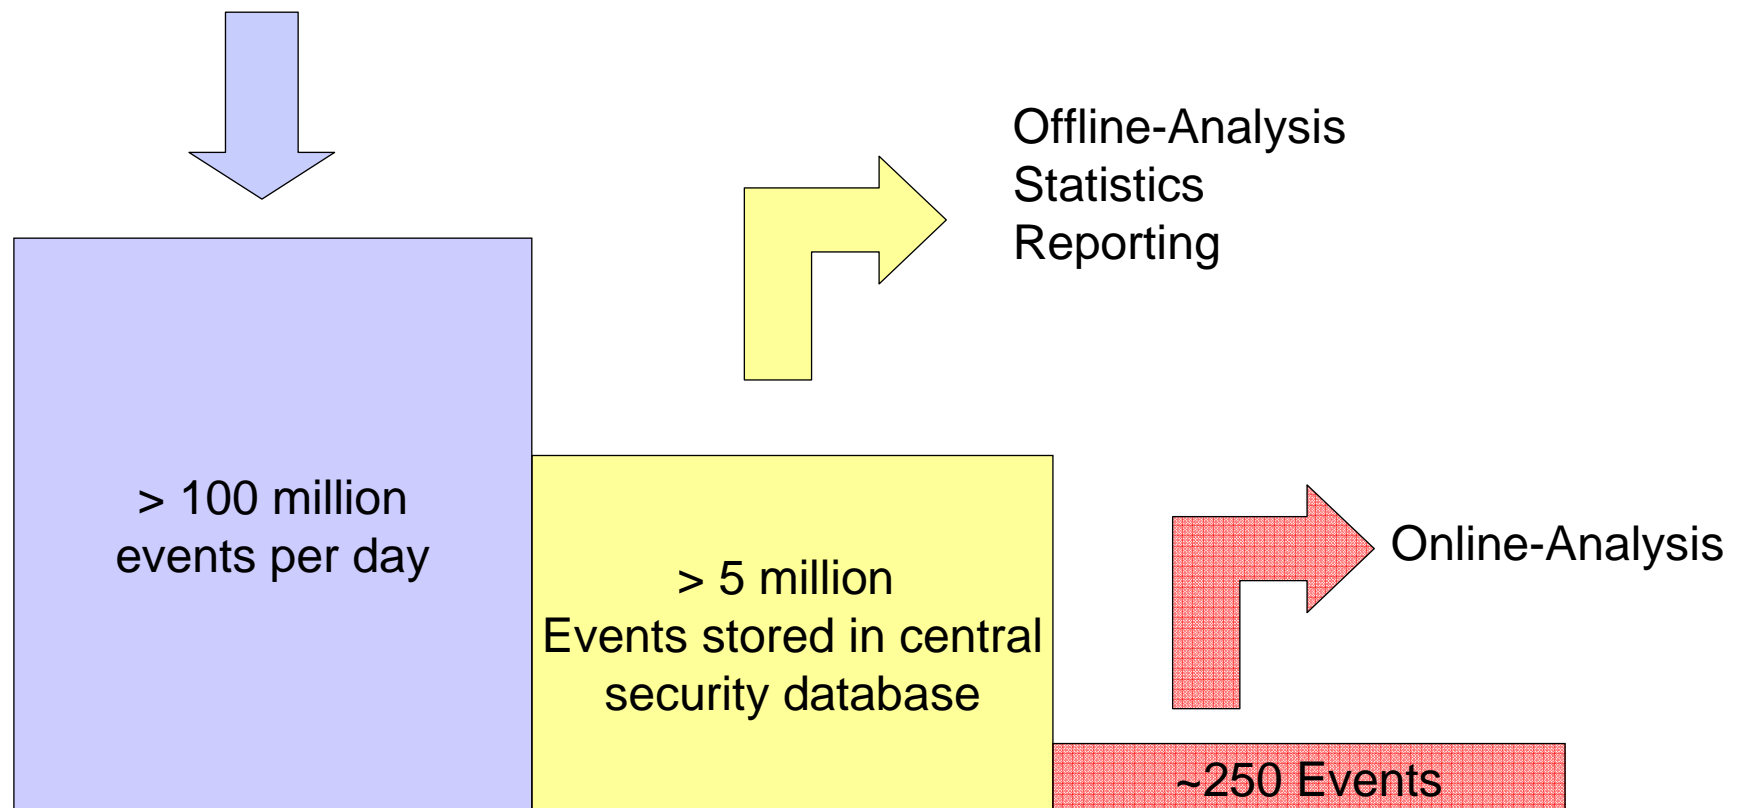 Offline-Analysis
Statistics
Reporting
> 100 million
events per day
> 5 million
Events stored in central
security database
Online-Analysis
~250 Events